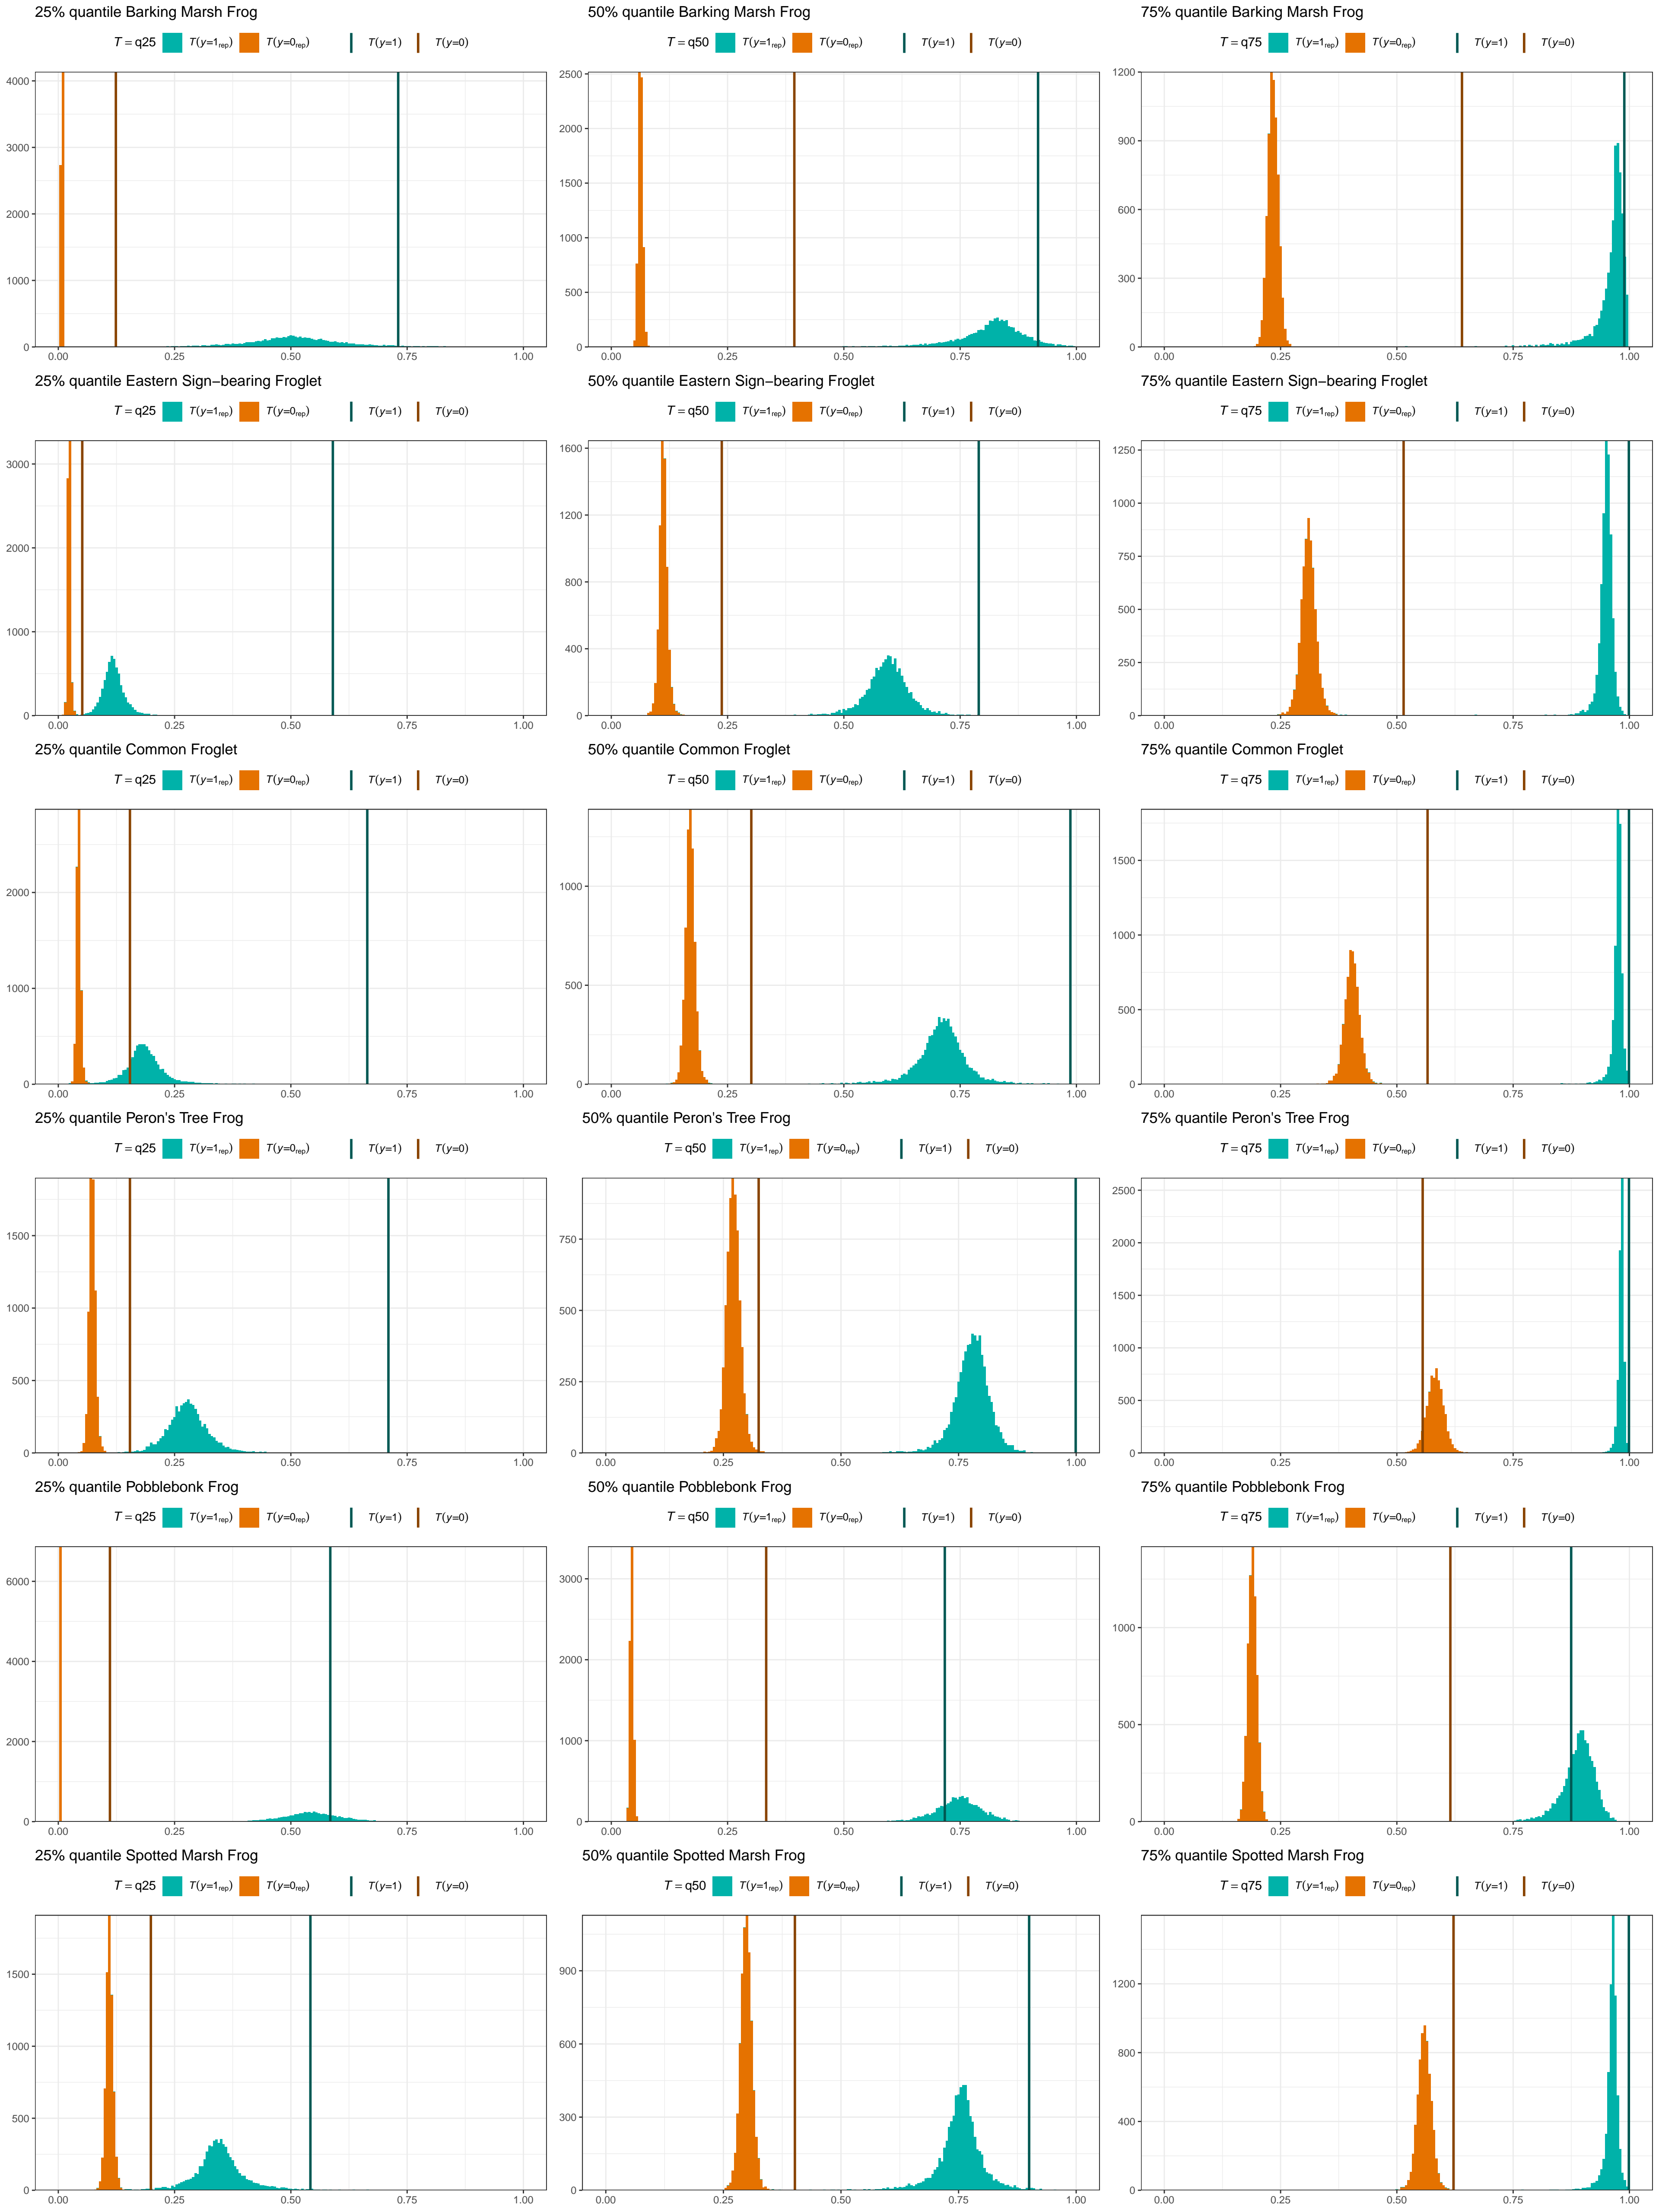 25% quantile Barking Marsh Frog
T = q25 T(y=1rep) T(y=0rep) T(y=1) T(y=0)
4000
3000
2000
1000
0
0.00 0.25 0.50 0.75 1.00
50% quantile Barking Marsh Frog
T = q50 T(y=1rep) T(y=0rep) T(y=1) T(y=0)
2500
2000
1500
1000
500
0
0.00 0.25 0.50 0.75 1.00
75% quantile Barking Marsh Frog
T = q75 T(y=1rep) T(y=0rep) T(y=1) T(y=0)
1200
900
600
300
0
0.00 0.25 0.50 0.75 1.00
25% quantile Eastern Sign−bearing Froglet
T = q25 T(y=1rep) T(y=0rep) T(y=1) T(y=0)
3000
2000
1000
0
0.00 0.25 0.50 0.75 1.00
50% quantile Eastern Sign−bearing Froglet
T = q50 T(y=1rep) T(y=0rep) T(y=1) T(y=0)
1600
1200
800
400
0
0.00 0.25 0.50 0.75 1.00
75% quantile Eastern Sign−bearing Froglet
T = q75 T(y=1rep) T(y=0rep) T(y=1) T(y=0)
1250
1000
750
500
250
0
0.00 0.25 0.50 0.75 1.00
25% quantile Common Froglet
T = q25 T(y=1rep) T(y=0rep) T(y=1) T(y=0)
2000
1000
0
0.00 0.25 0.50 0.75 1.00
50% quantile Common Froglet
T = q50 T(y=1rep) T(y=0rep) T(y=1) T(y=0)
1000
500
0
0.00 0.25 0.50 0.75 1.00
75% quantile Common Froglet
T = q75 T(y=1rep) T(y=0rep) T(y=1) T(y=0)
1500
1000
500
0
0.00 0.25 0.50 0.75 1.00
25% quantile Peron's Tree Frog
T = q25 T(y=1rep) T(y=0rep) T(y=1) T(y=0)
1500
1000
500
0
0.00 0.25 0.50 0.75 1.00
50% quantile Peron's Tree Frog
T = q50 T(y=1rep) T(y=0rep) T(y=1) T(y=0)
750
500
250
0
0.00 0.25 0.50 0.75 1.00
75% quantile Peron's Tree Frog
T = q75 T(y=1rep) T(y=0rep) T(y=1) T(y=0)
2500
2000
1500
1000
500
0
0.00 0.25 0.50 0.75 1.00
25% quantile Pobblebonk Frog
T = q25 T(y=1rep) T(y=0rep) T(y=1) T(y=0)
6000
4000
2000
0
0.00 0.25 0.50 0.75 1.00
50% quantile Pobblebonk Frog
T = q50 T(y=1rep) T(y=0rep) T(y=1) T(y=0)
3000
2000
1000
0
0.00 0.25 0.50 0.75 1.00
75% quantile Pobblebonk Frog
T = q75 T(y=1rep) T(y=0rep) T(y=1) T(y=0)
1000
500
0
0.00 0.25 0.50 0.75 1.00
25% quantile Spotted Marsh Frog
T = q25 T(y=1rep) T(y=0rep) T(y=1) T(y=0)
1500
1000
500
0
0.00 0.25 0.50 0.75 1.00
50% quantile Spotted Marsh Frog
T = q50 T(y=1rep) T(y=0rep) T(y=1) T(y=0)
900
600
300
0
0.00 0.25 0.50 0.75 1.00
75% quantile Spotted Marsh Frog
T = q75 T(y=1rep) T(y=0rep) T(y=1) T(y=0)
1200
800
400
0
0.00 0.25 0.50 0.75 1.00